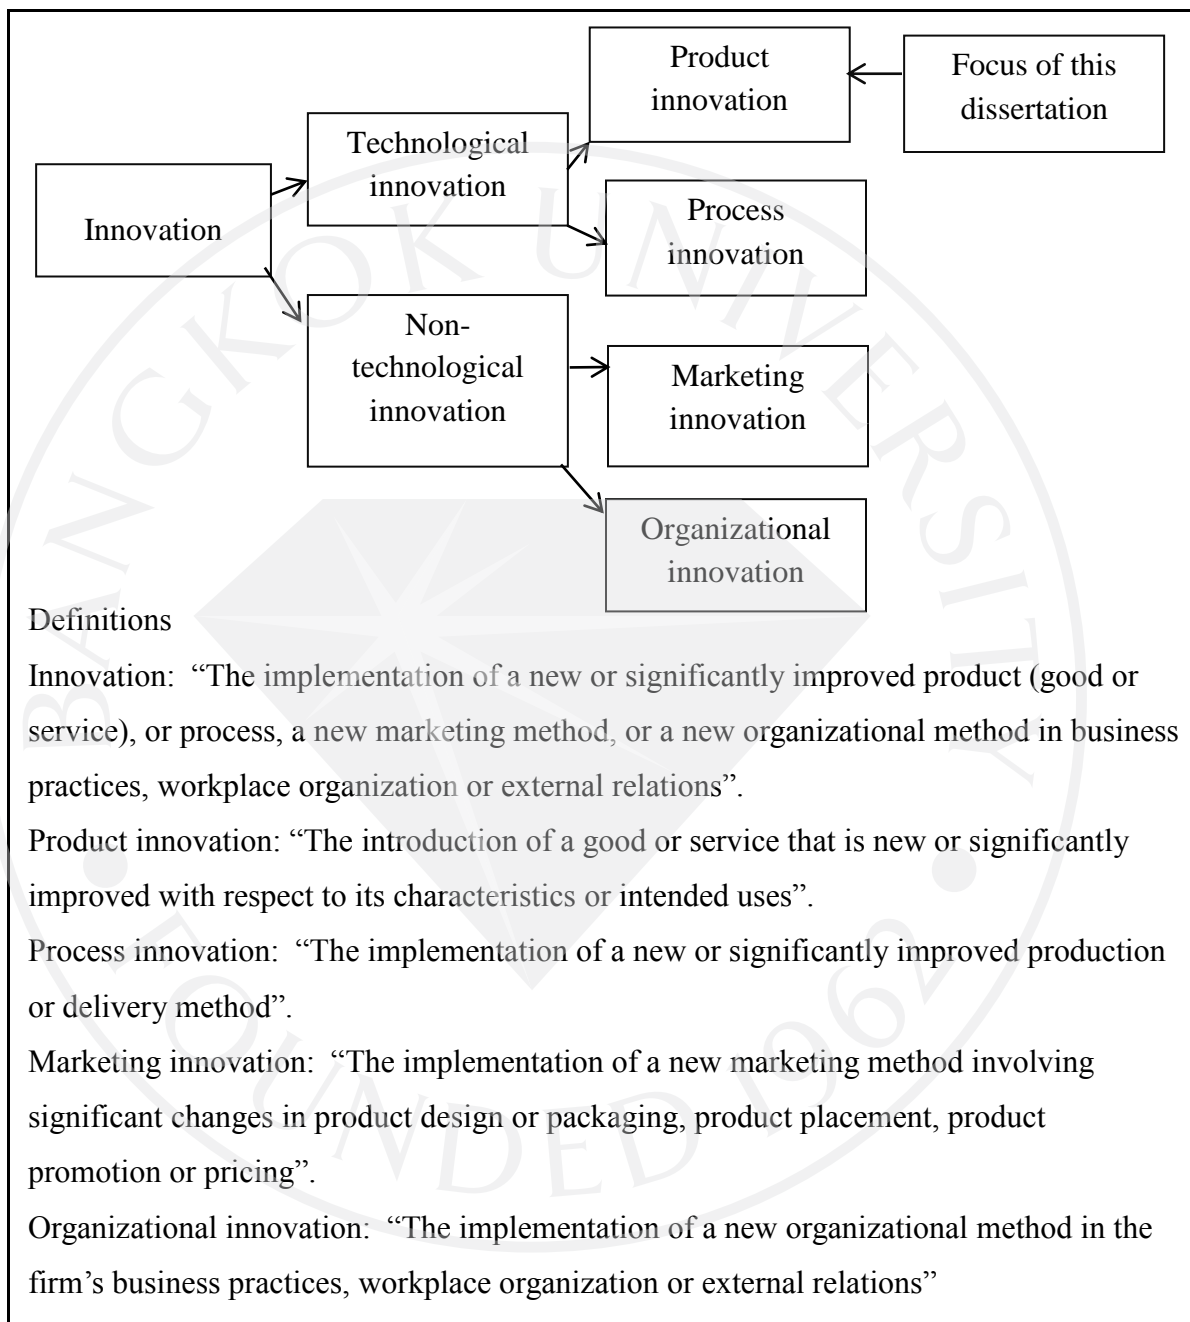 Product
innovation
Focus of this
dissertation
Technological
innovation
Innovation
Process
innovation
Non-
technological
innovation
Marketing
innovation
Organizational
innovation
Definitions
Innovation:  “The implementation of a new or significantly improved product (good or
service), or process, a new marketing method, or a new organizational method in business
practices, workplace organization or external relations”.
Product innovation: “The introduction of a good or service that is new or significantly
improved with respect to its characteristics or intended uses”.
Process innovation:  “The implementation of a new or significantly improved production
or delivery method”.
Marketing innovation:  “The implementation of a new marketing method involving
significant changes in product design or packaging, product placement, product
promotion or pricing”.
Organizational innovation:  “The implementation of a new organizational method in the
firm’s business practices, workplace organization or external relations”
BANGKOK UNIVERSITY
FOUNDED 1962